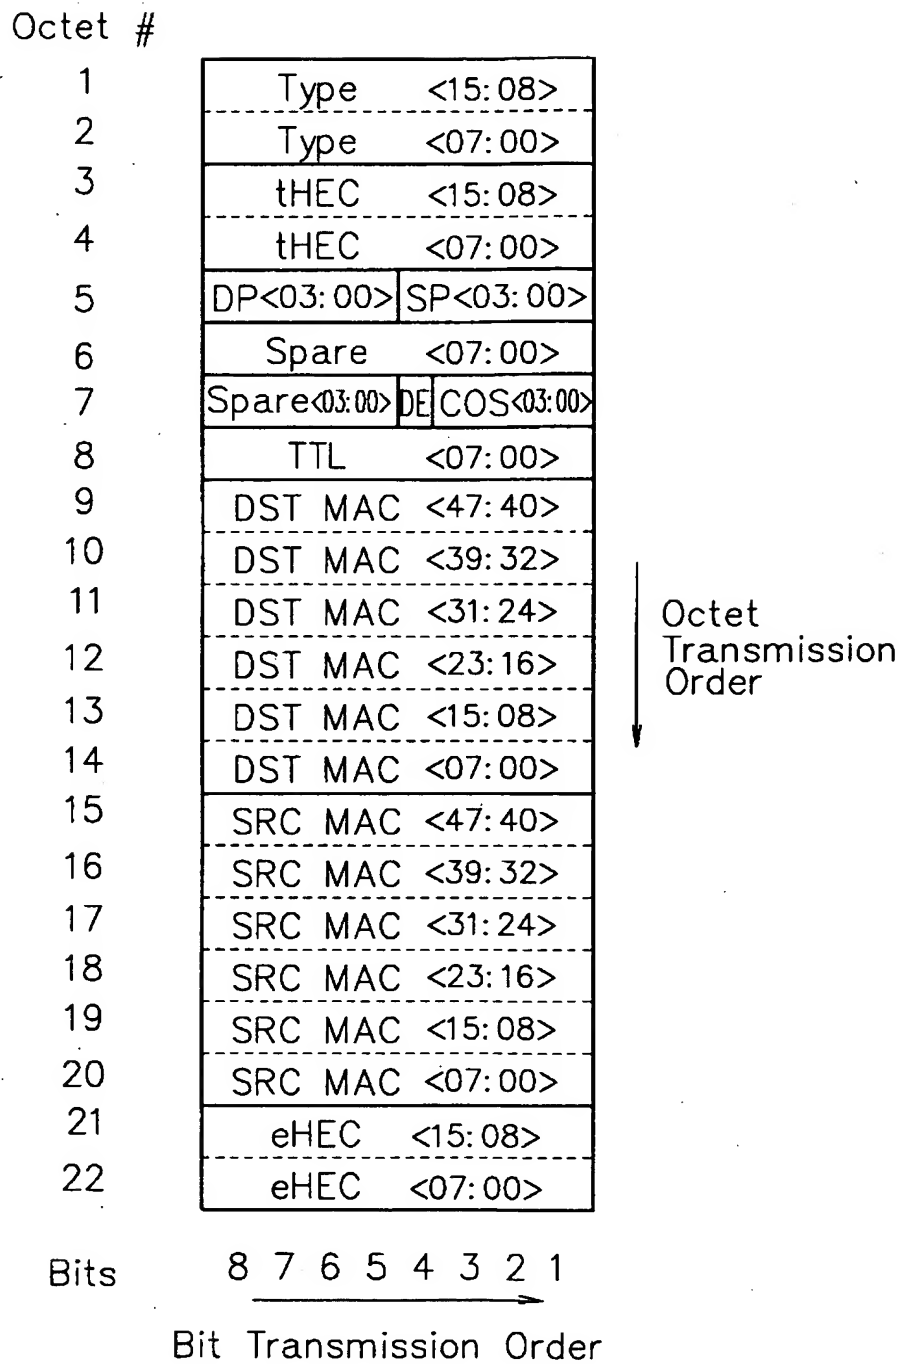 Octet #
1 Type <15:08>
2 Type <07:00>
3 tHEC <15:08>
4 tHEC <07:00>
5 DP<03:00> SP<03:00>
6 Spare <07:00>
7 Spare<03:00> DE COS<03:00>
8 TTL <07:00>
9 DST MAC <47:40>
10 DST MAC <39:32>
11 DST MAC <31:24>
12 DST MAC <23:16>
13 DST MAC <15:08>
14 DST MAC <07:00>
15 SRC MAC <47:40>
16 SRC MAC <39:32>
17 SRC MAC <31:24>
18 SRC MAC <23:16>
19 SRC MAC <15:08>
20 SRC MAC <07:00>
21 eHEC <15:08>
22 eHEC <07:00>
Octet
Transmission
Order
Bits 8 7 6 5 4 3 2 1
Bit Transmission Order